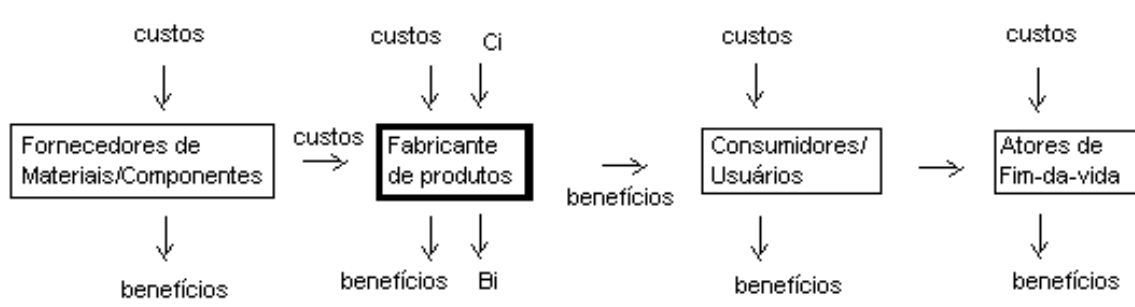 custos
custos
Ci
custos
custos
Fornecedores de
Materiais/Componentes
custos
Fabricante
de produtos
benefícios
Consumidores/
Usuários
Atores de
Fim-da-vida
benefícios
benefícios
Bi
benefícios
benefícios